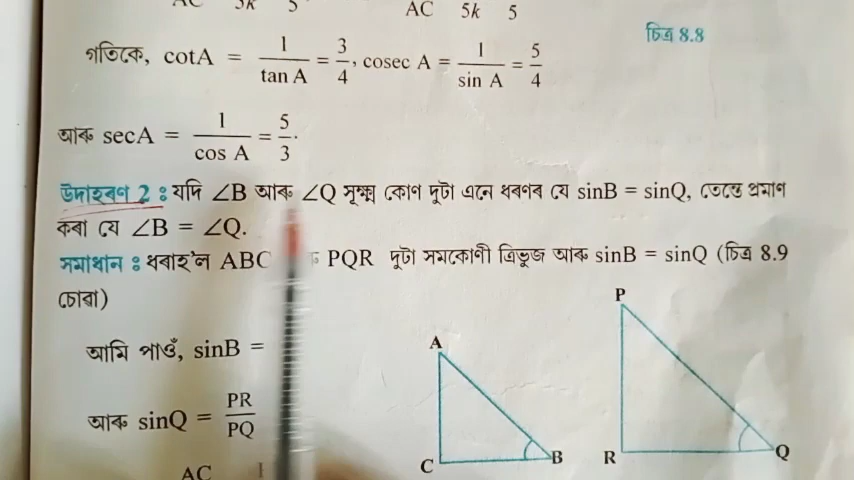 AC 5k 5
চিত্ৰ 8.8
গতিকে, cotA = 1/tan A = 3/4, cosec A = 1/sin A = 5/4
আৰু secA = 1/cos A = 5/3.
উদাহৰণ 2 : যদি ∠B আৰু ∠Q সূক্ষ্ম কোণ দুটা এনে ধৰণৰ যে sinB = sinQ, তেন্তে প্ৰমাণ
কৰা যে ∠B = ∠Q.
সমাধান : ধৰাহ'ল ABC PQR দুটা সমকোণী ত্ৰিভুজ আৰু sinB = sinQ (চিত্ৰ 8.9
চোৱা)
আমি পাওঁ, sinB =
আৰু sinQ = PR/PQ
AC
A
C
B
P
R
Q